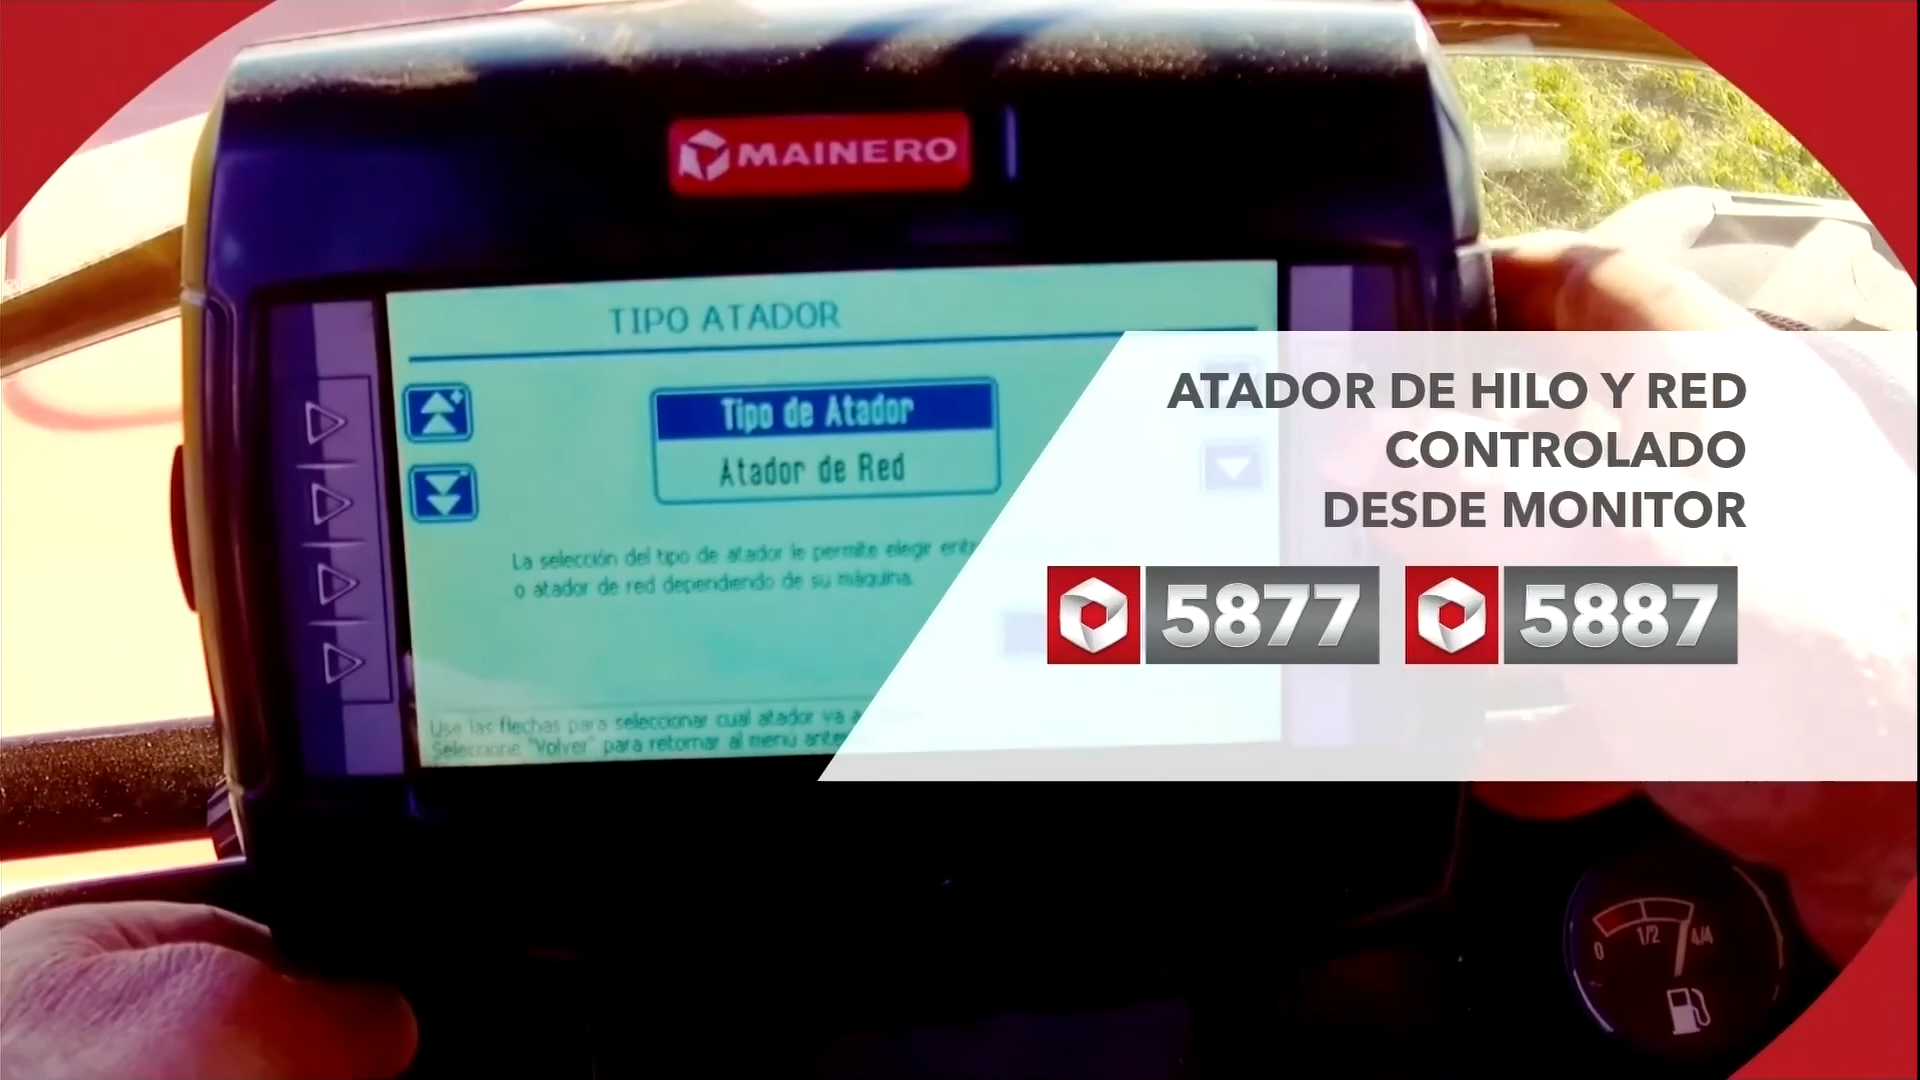 MAINERO
TIPO ATADOR
Tipo de Atador
Atador de Red
La selección del tipo de atador le permite elegir
o atador de red dependiendo de su máquina.
Use las flechas para seleccionar cual atador va a
Seleccione "Volver" para retornar al menú
ATADOR DE HILO Y RED
CONTROLADO
DESDE MONITOR
5877
5887
0 1/2 4/4